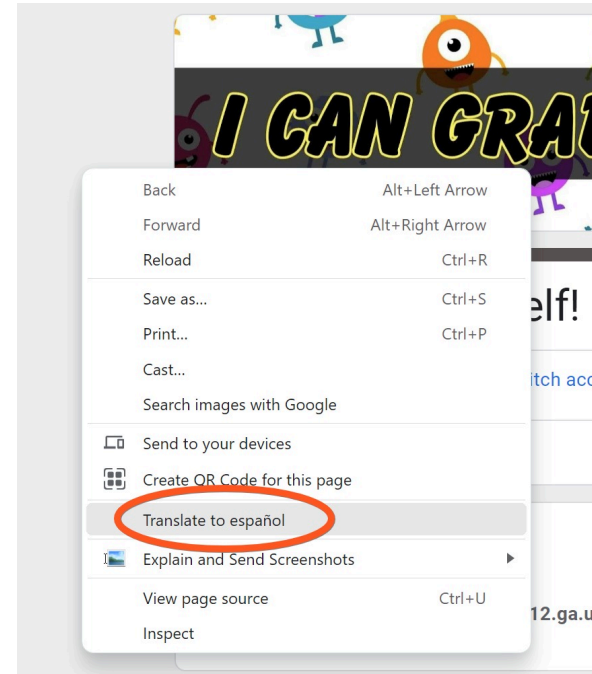 I CAN GRA
Back Alt+Left Arrow
Forward Alt+Right Arrow
Reload Ctrl+R
elf!
Save as... Ctrl+S
Print... Ctrl+P
Cast...
itch acc
Search images with Google
Send to your devices
Create QR Code for this page
Translate to español
Explain and Send Screenshots
View page source Ctrl+U
12.ga.u
Inspect